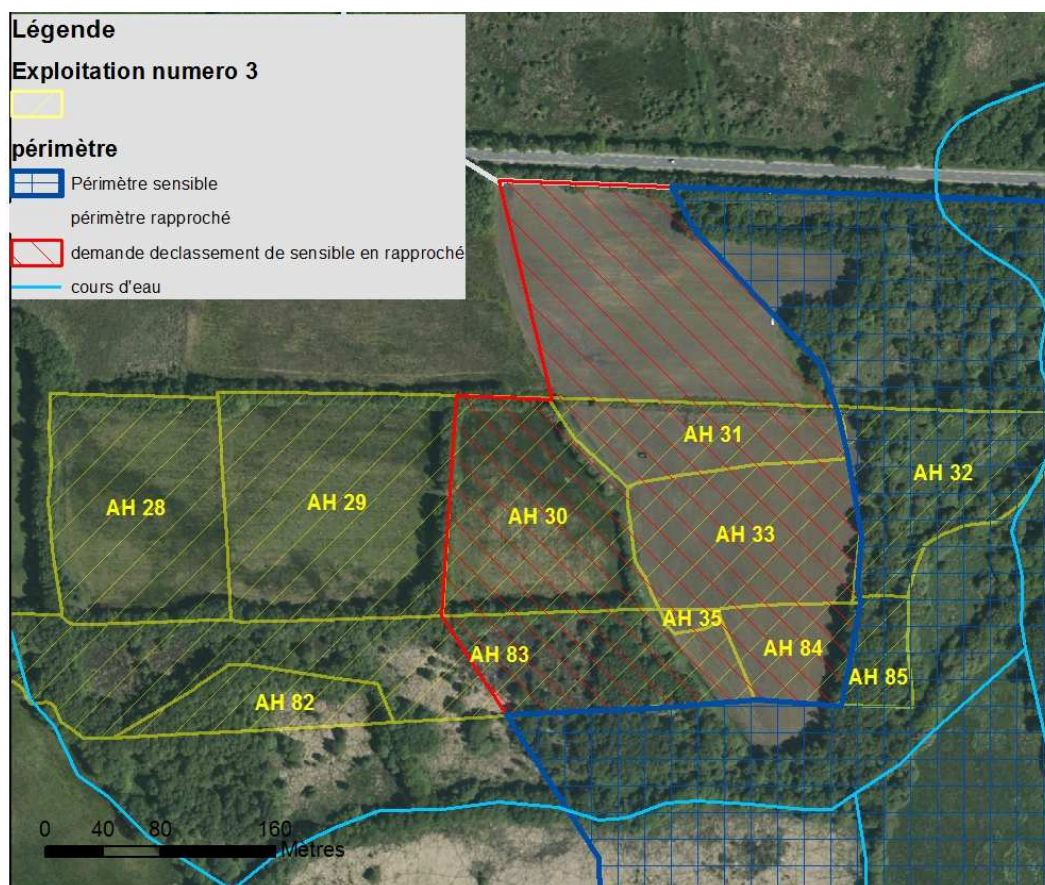 Légende
Exploitation numero 3
périmètre
Périmètre sensible
périmètre rapproché
demande declassement de sensible en rapproché
cours d'eau
AH 31
AH 32
AH 28
AH 29
AH 30
AH 33
AH 35
AH 83
AH 84
AH 85
AH 82
0 40 80 160
Mètres